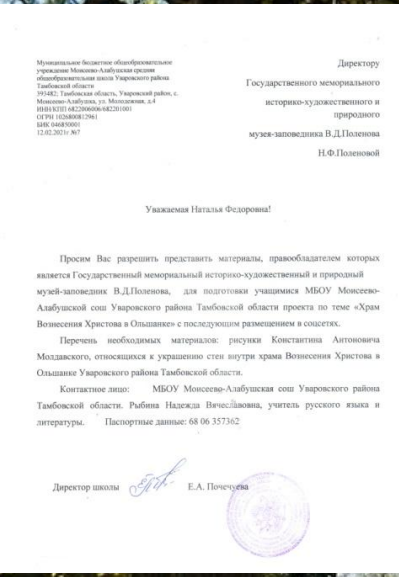 Муниципальное бюджетное общеобразовательное
учреждение Моисеево-Алабушская средняя
общеобразовательная школа Уваровского района
Тамбовской области
393482; Тамбовская область, Уваровский район, с.
Моисеево-Алабушка, ул. Молодежная, д.4
ИНН/КПП 6822006006/682201001
ОГРН 1026800812961
БИК 046850001
12.02.2021г №7
Директору
Государственного мемориального
историко-художественного и
природного
музея-заповедника В.Д.Поленова
Н.Ф.Поленовой
Уважаемая Наталья Федоровна!
Просим Вас разрешить представить материалы, правообладателем которых
является Государственный мемориальный историко-художественный и природный
музей-заповедник В.Д.Поленова, для подготовки учащимися МБОУ Моисеево-
Алабушской сош Уваровского района Тамбовской области проекта по теме «Храм
Вознесения Христова в Ольшанке» с последующим размещением в соцсетях.
Перечень необходимых материалов: рисунки Константина Антоновича
Молдавского, относящихся к украшению стен внутри храма Вознесения Христова в
Ольшанке Уваровского района Тамбовской области.
Контактное лицо: МБОУ Моисеево-Алабушская сош Уваровского района
Тамбовской области. Рыбина Надежда Вячеславовна, учитель русского языка и
литературы. Паспортные данные: 68 06 357362
Директор школы Е.А. Почечуева